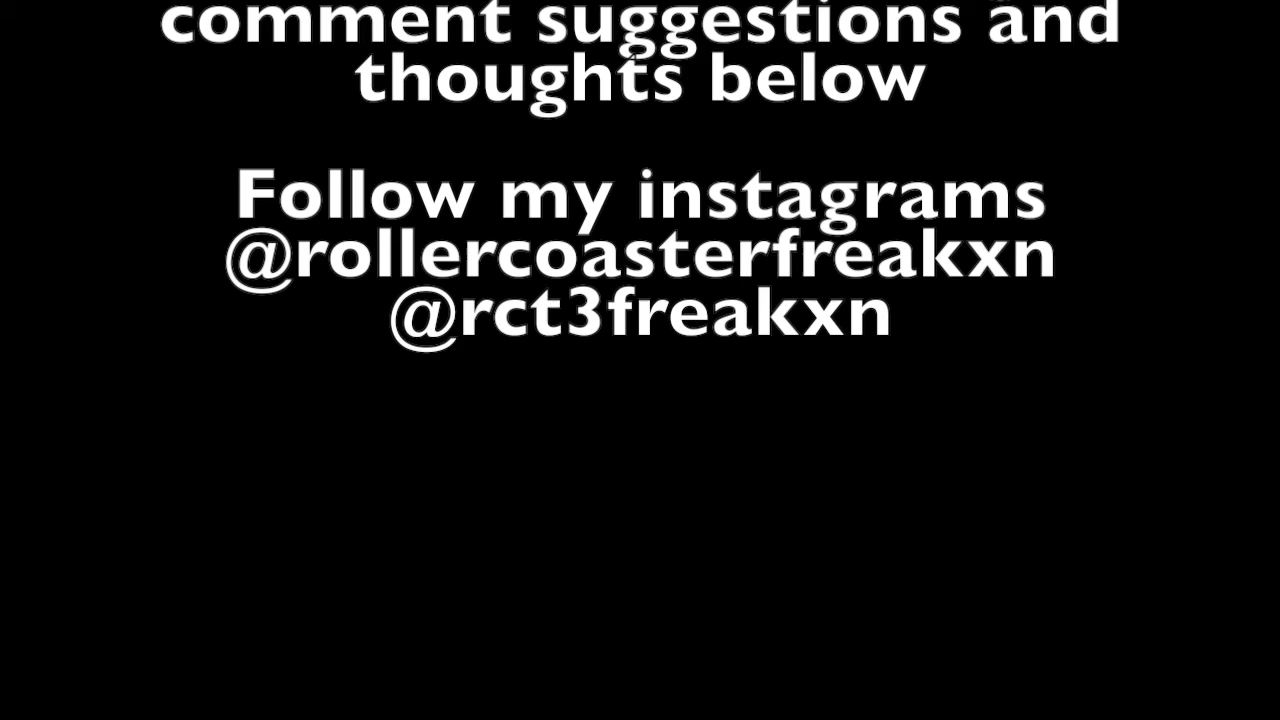 comment suggestions and
thoughts below
Follow my instagrams
@rollercoasterfreakxn
@rct3freakxn